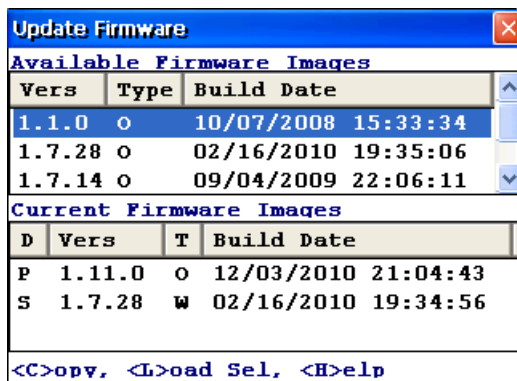 Update Firmware
Available Firmware Images
Vers Type Build Date
1.1.0 O 10/07/2008 15:33:34
1.7.28 O 02/16/2010 19:35:06
1.7.14 O 09/04/2009 22:06:11
Current Firmware Images
D Vers T Build Date
P 1.11.0 O 12/03/2010 21:04:43
S 1.7.28 W 02/16/2010 19:34:56
<C>opy, <L>oad Sel, <H>elp